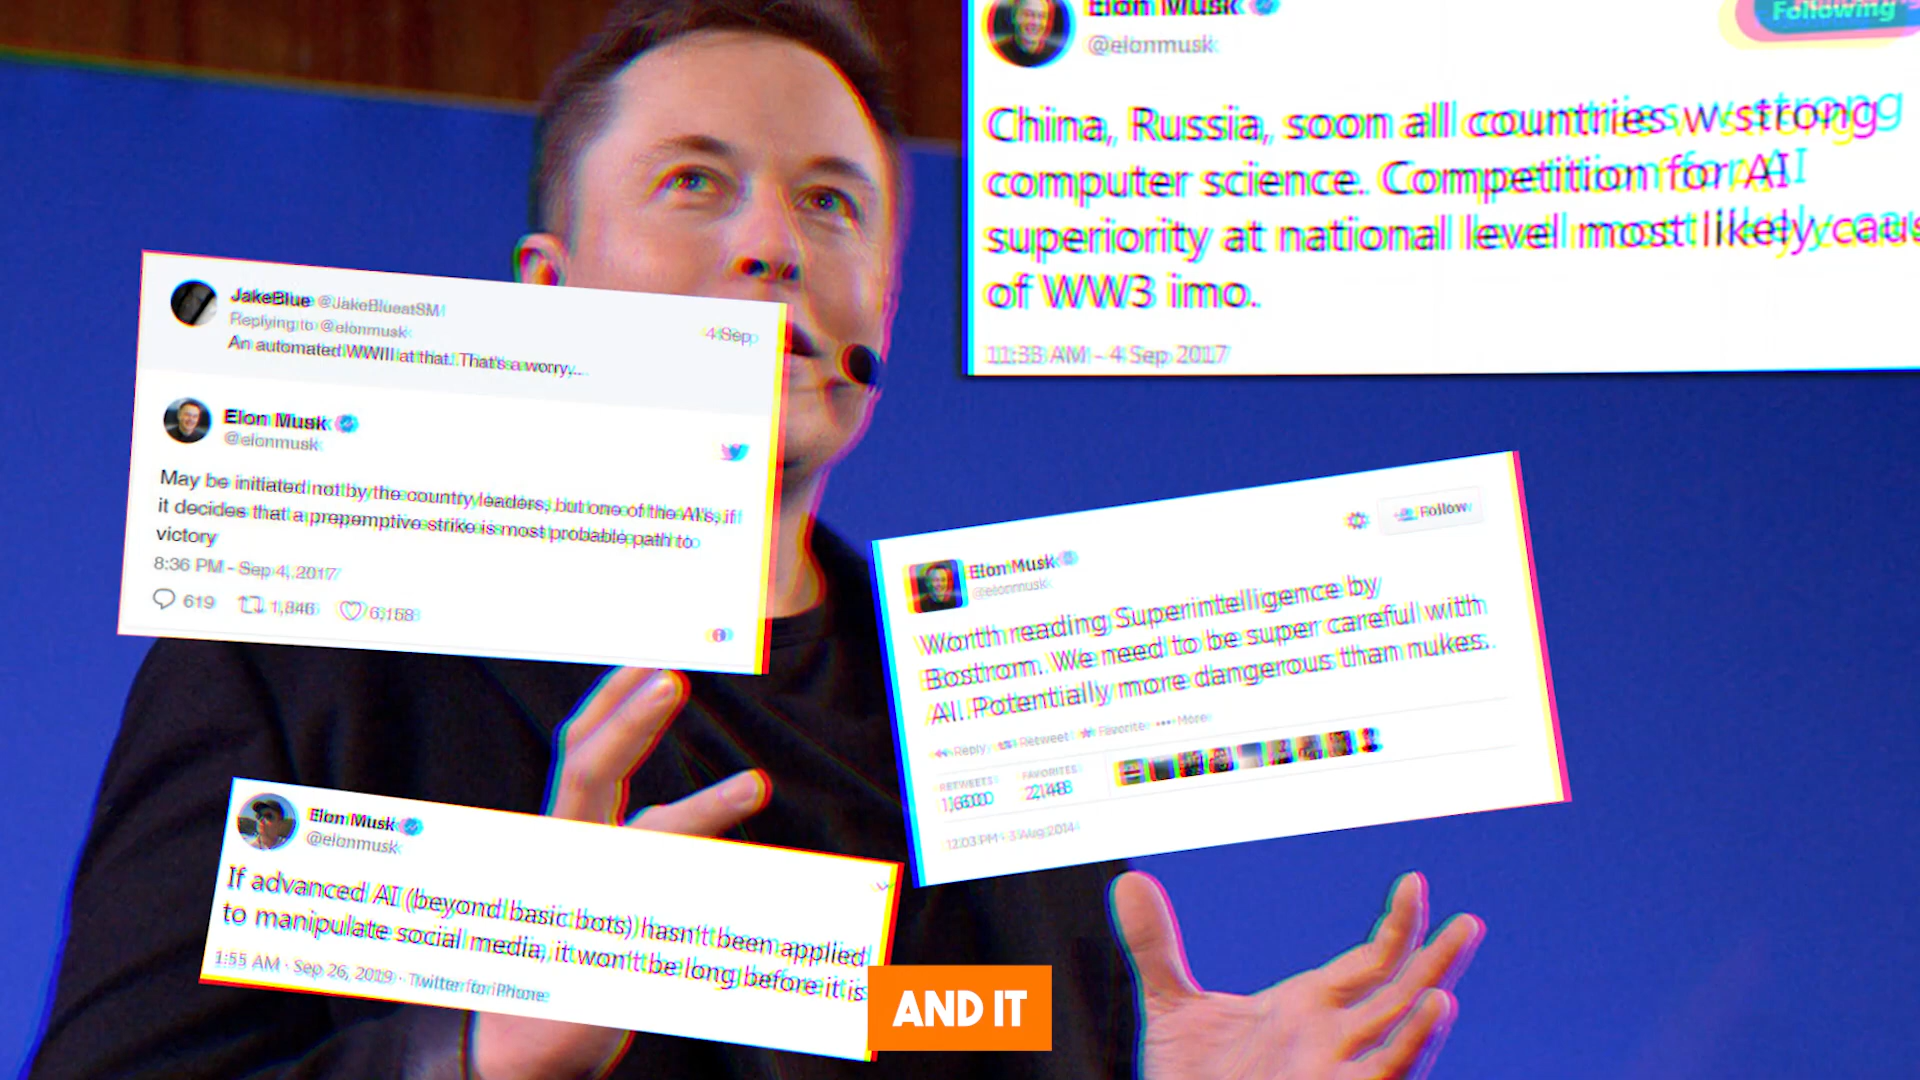 Elon Musk
@elonmusk
Following
China, Russia, soon all countries w strong
computer science. Competition for AI
superiority at national level most likely caus
of WW3 imo.
11:33 AM - 4 Sep 2017
JakeBlue @JakeBlueatSM
4 Sep
Replying to @elonmusk
An automated WWIII at that. That's a worry...
Elon Musk
@elonmusk
May be initiated not by the country leaders, but one of the AI's, if
it decides that a prepemptive strike is most probable path to
victory
8:36 PM - Sep 4, 2017
619 1,846 6,158
Follow
Elon Musk
@elonmusk
Worth reading Superintelligence by
Bostrom. We need to be super careful with
AI. Potentially more dangerous than nukes.
Reply Retweet Favorite More
RETWEETS FAVORITES
12:03 PM - 3 Aug 2014
Elon Musk
@elonmusk
If advanced AI (beyond basic bots) hasn't been applied
to manipulate social media, it won't be long before it is
1:55 AM · Sep 26, 2019 · Twitter for iPhone
AND IT